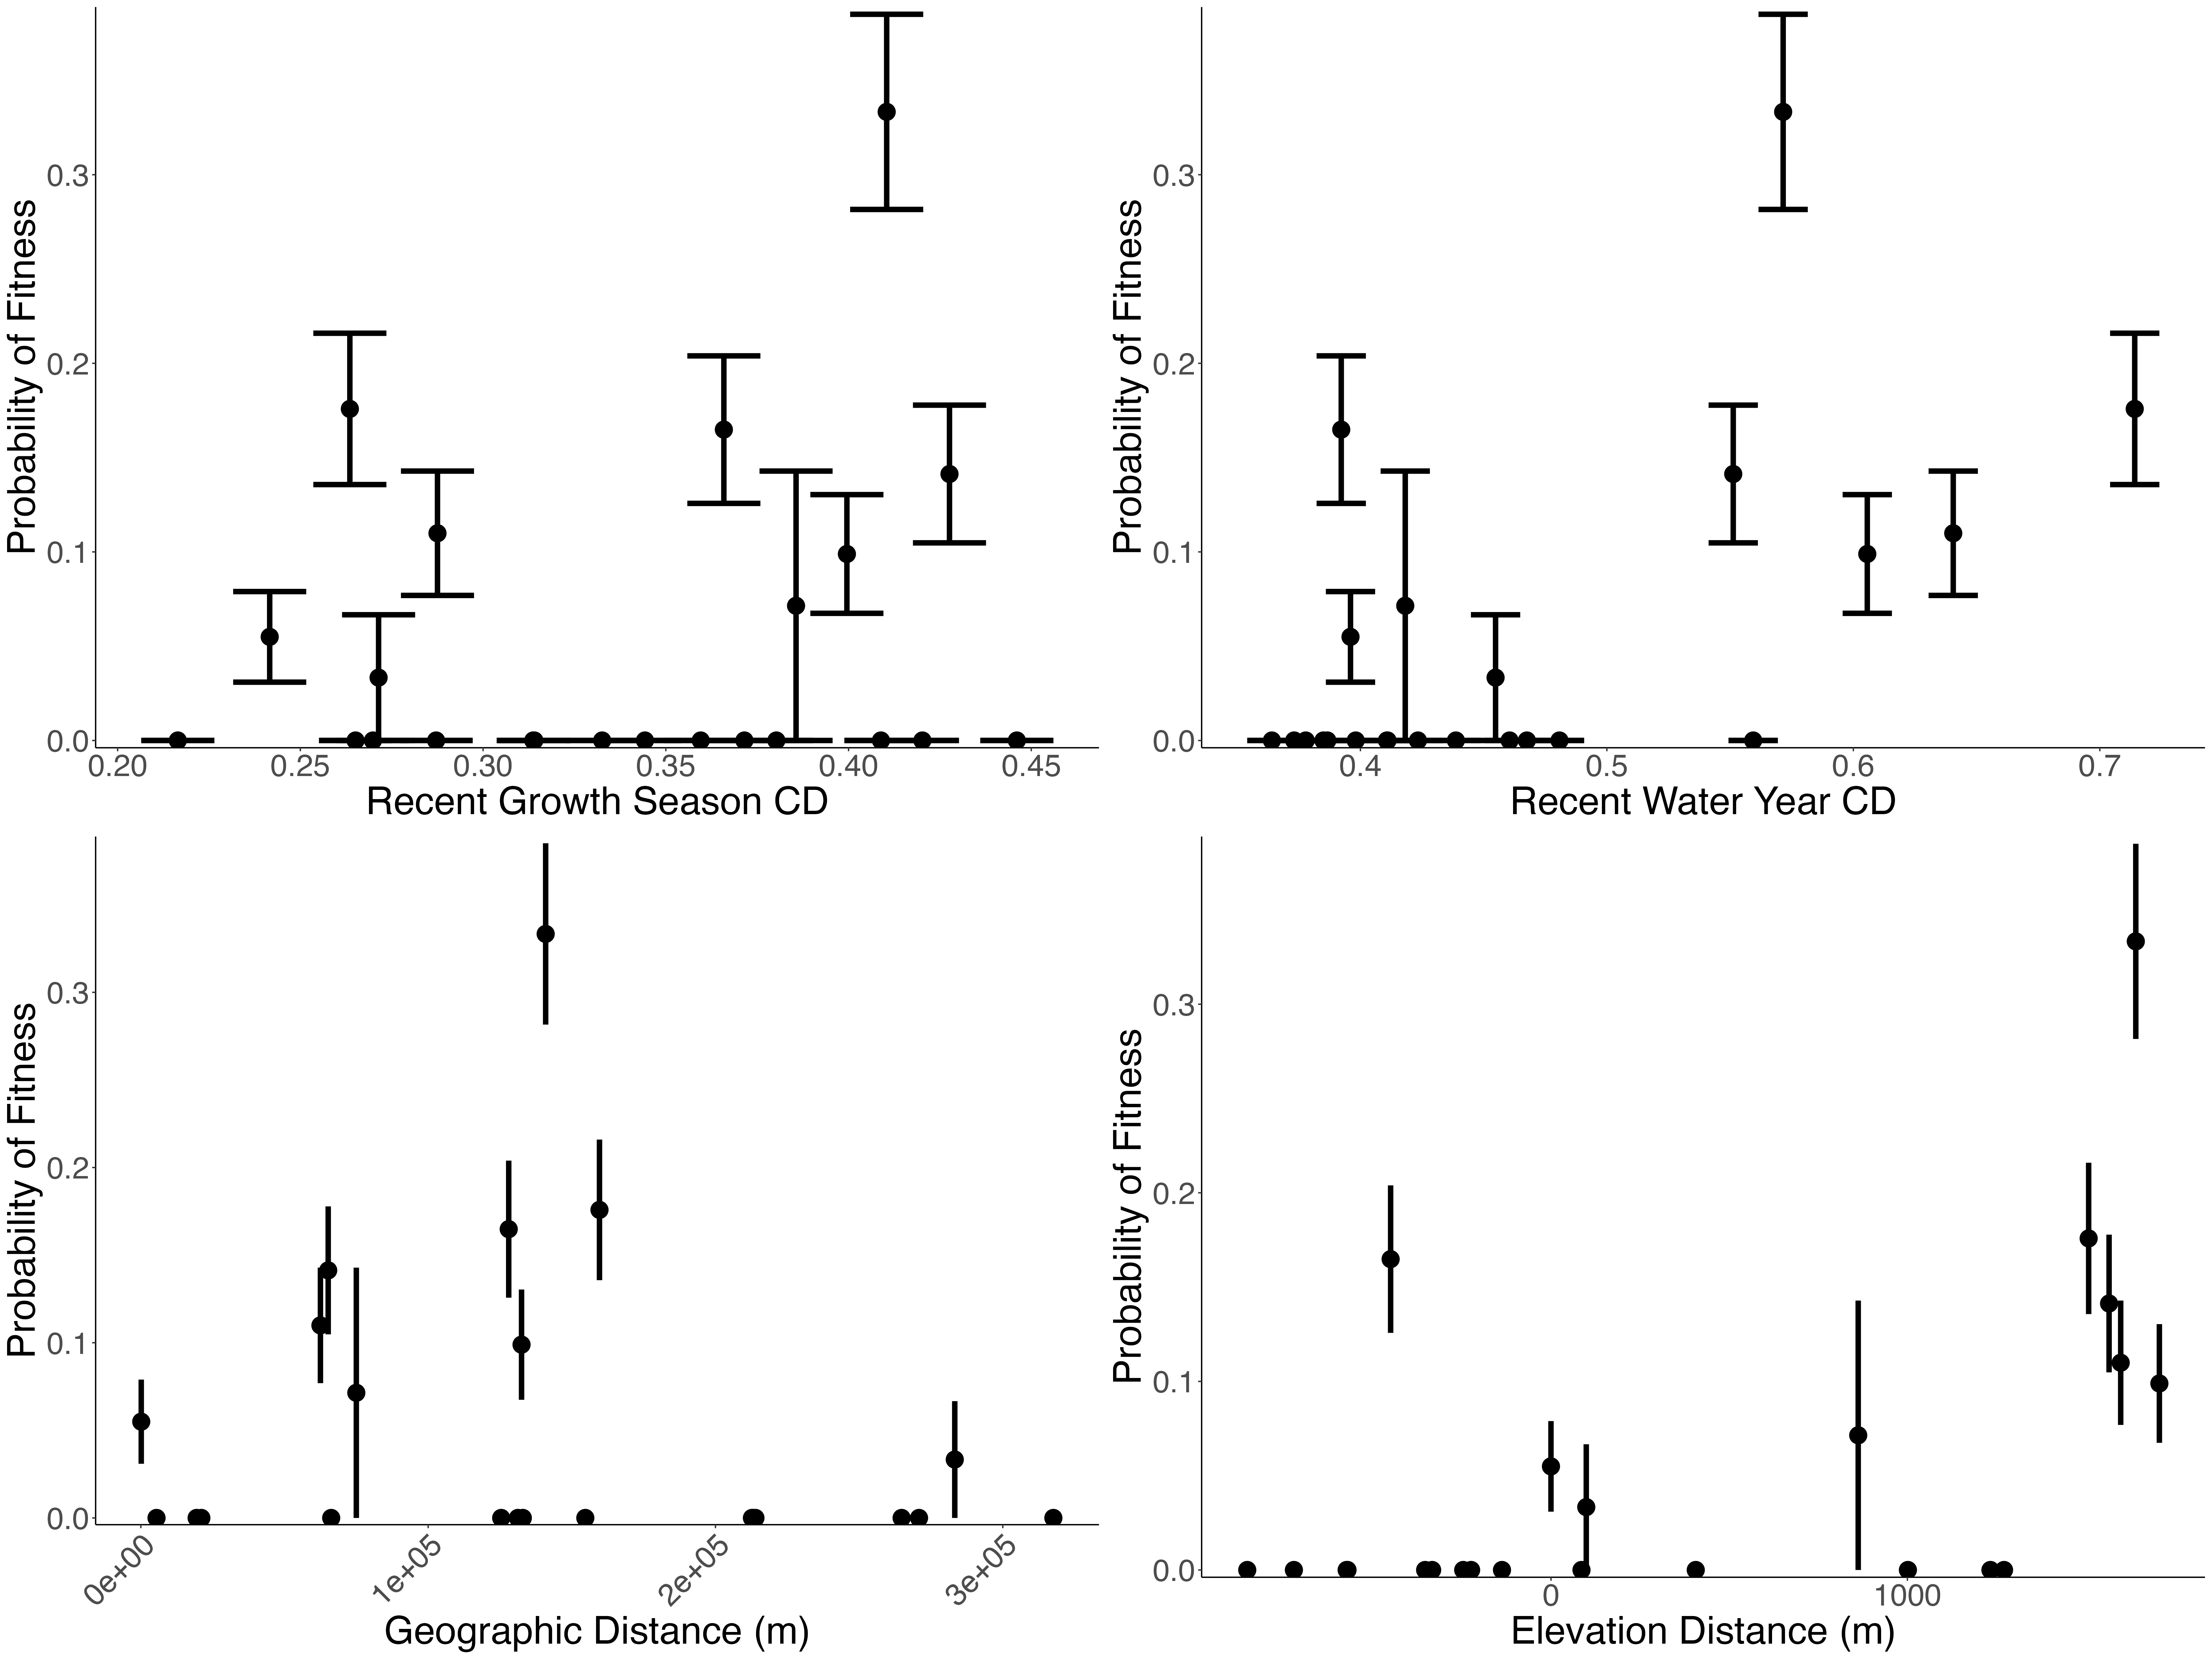 Probability of Fitness
0.3
0.2
0.1
0.0
0.20 0.25 0.30 0.35 0.40 0.45
Recent Growth Season CD
Probability of Fitness
0.3
0.2
0.1
0.0
0.4 0.5 0.6 0.7
Recent Water Year CD
Probability of Fitness
0.3
0.2
0.1
0.0
0e+00 1e+05 2e+05 3e+05
Geographic Distance (m)
Probability of Fitness
0.3
0.2
0.1
0.0
0 1000
Elevation Distance (m)